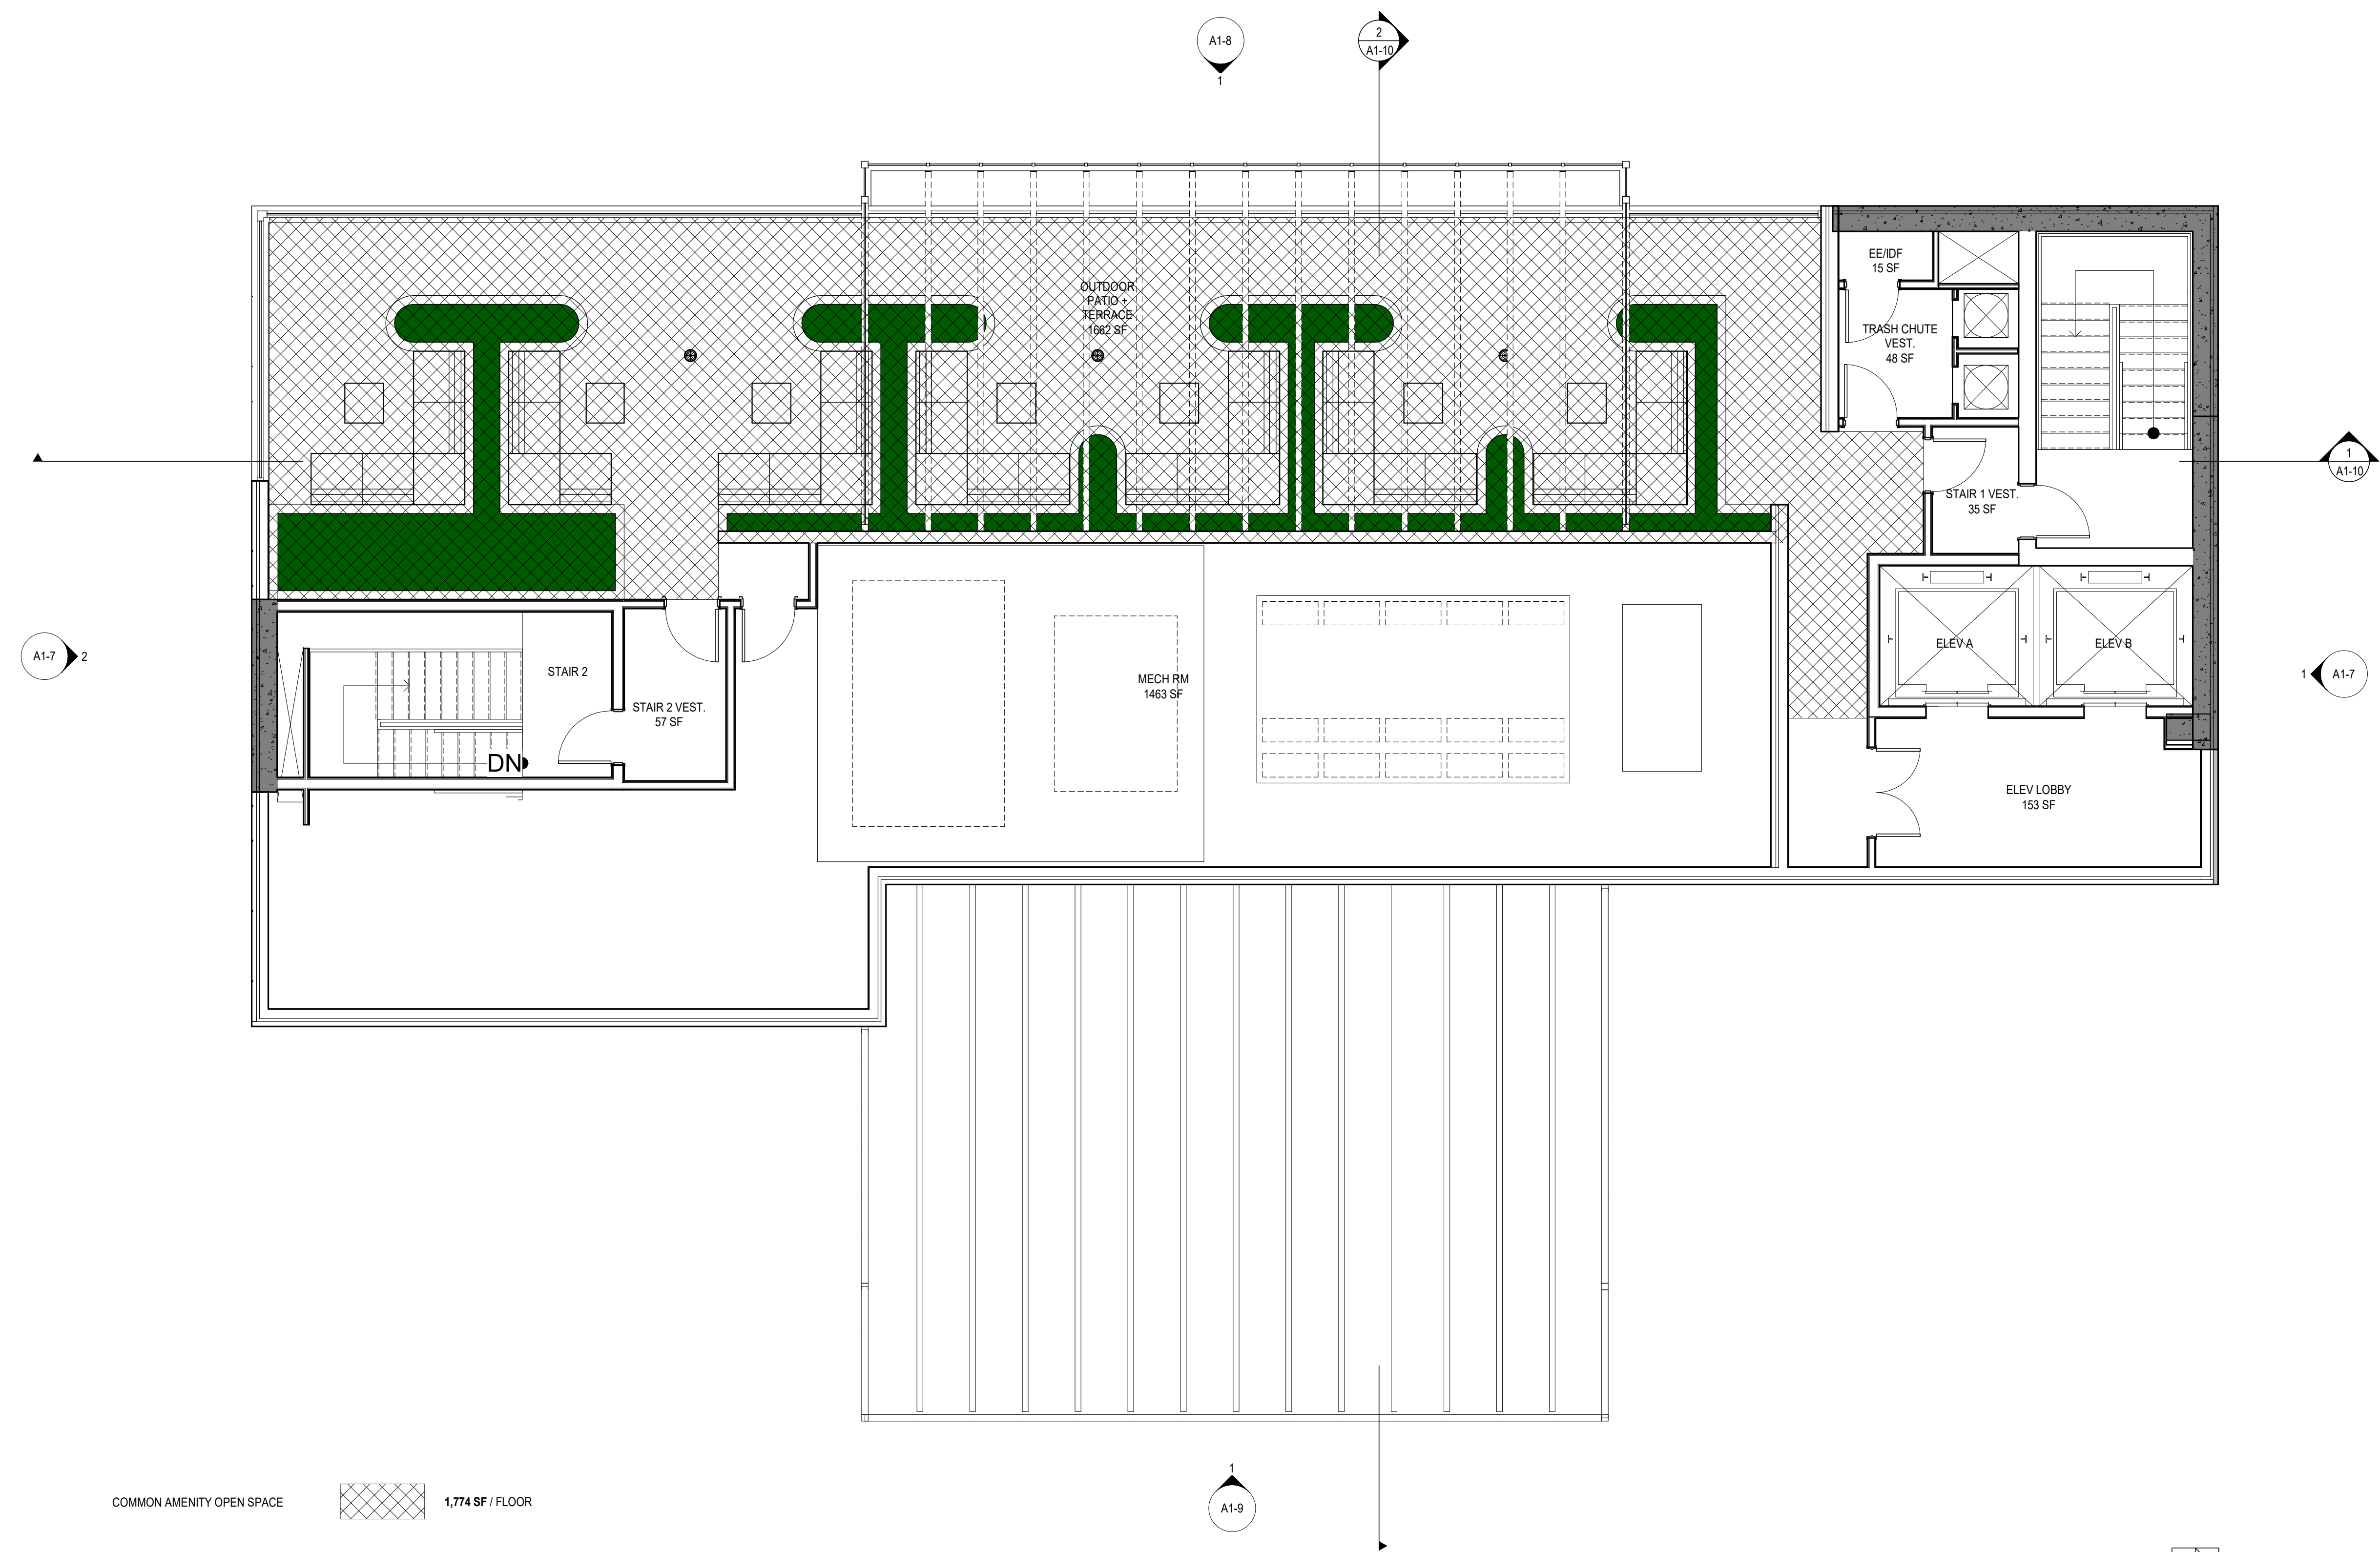 A1-8
1
2
A1-10
EE/IDF
15 SF
OUTDOOR
PATIO +
TERRACE
1662 SF
TRASH CHUTE
VEST.
48 SF
1
A1-10
STAIR 1 VEST.
35 SF
ELEV A
ELEV B
A1-7
2
STAIR 2
MECH RM
1463 SF
1
A1-7
STAIR 2 VEST.
57 SF
DN
ELEV LOBBY
153 SF
COMMON AMENITY OPEN SPACE
1,774 SF / FLOOR
1
A1-9